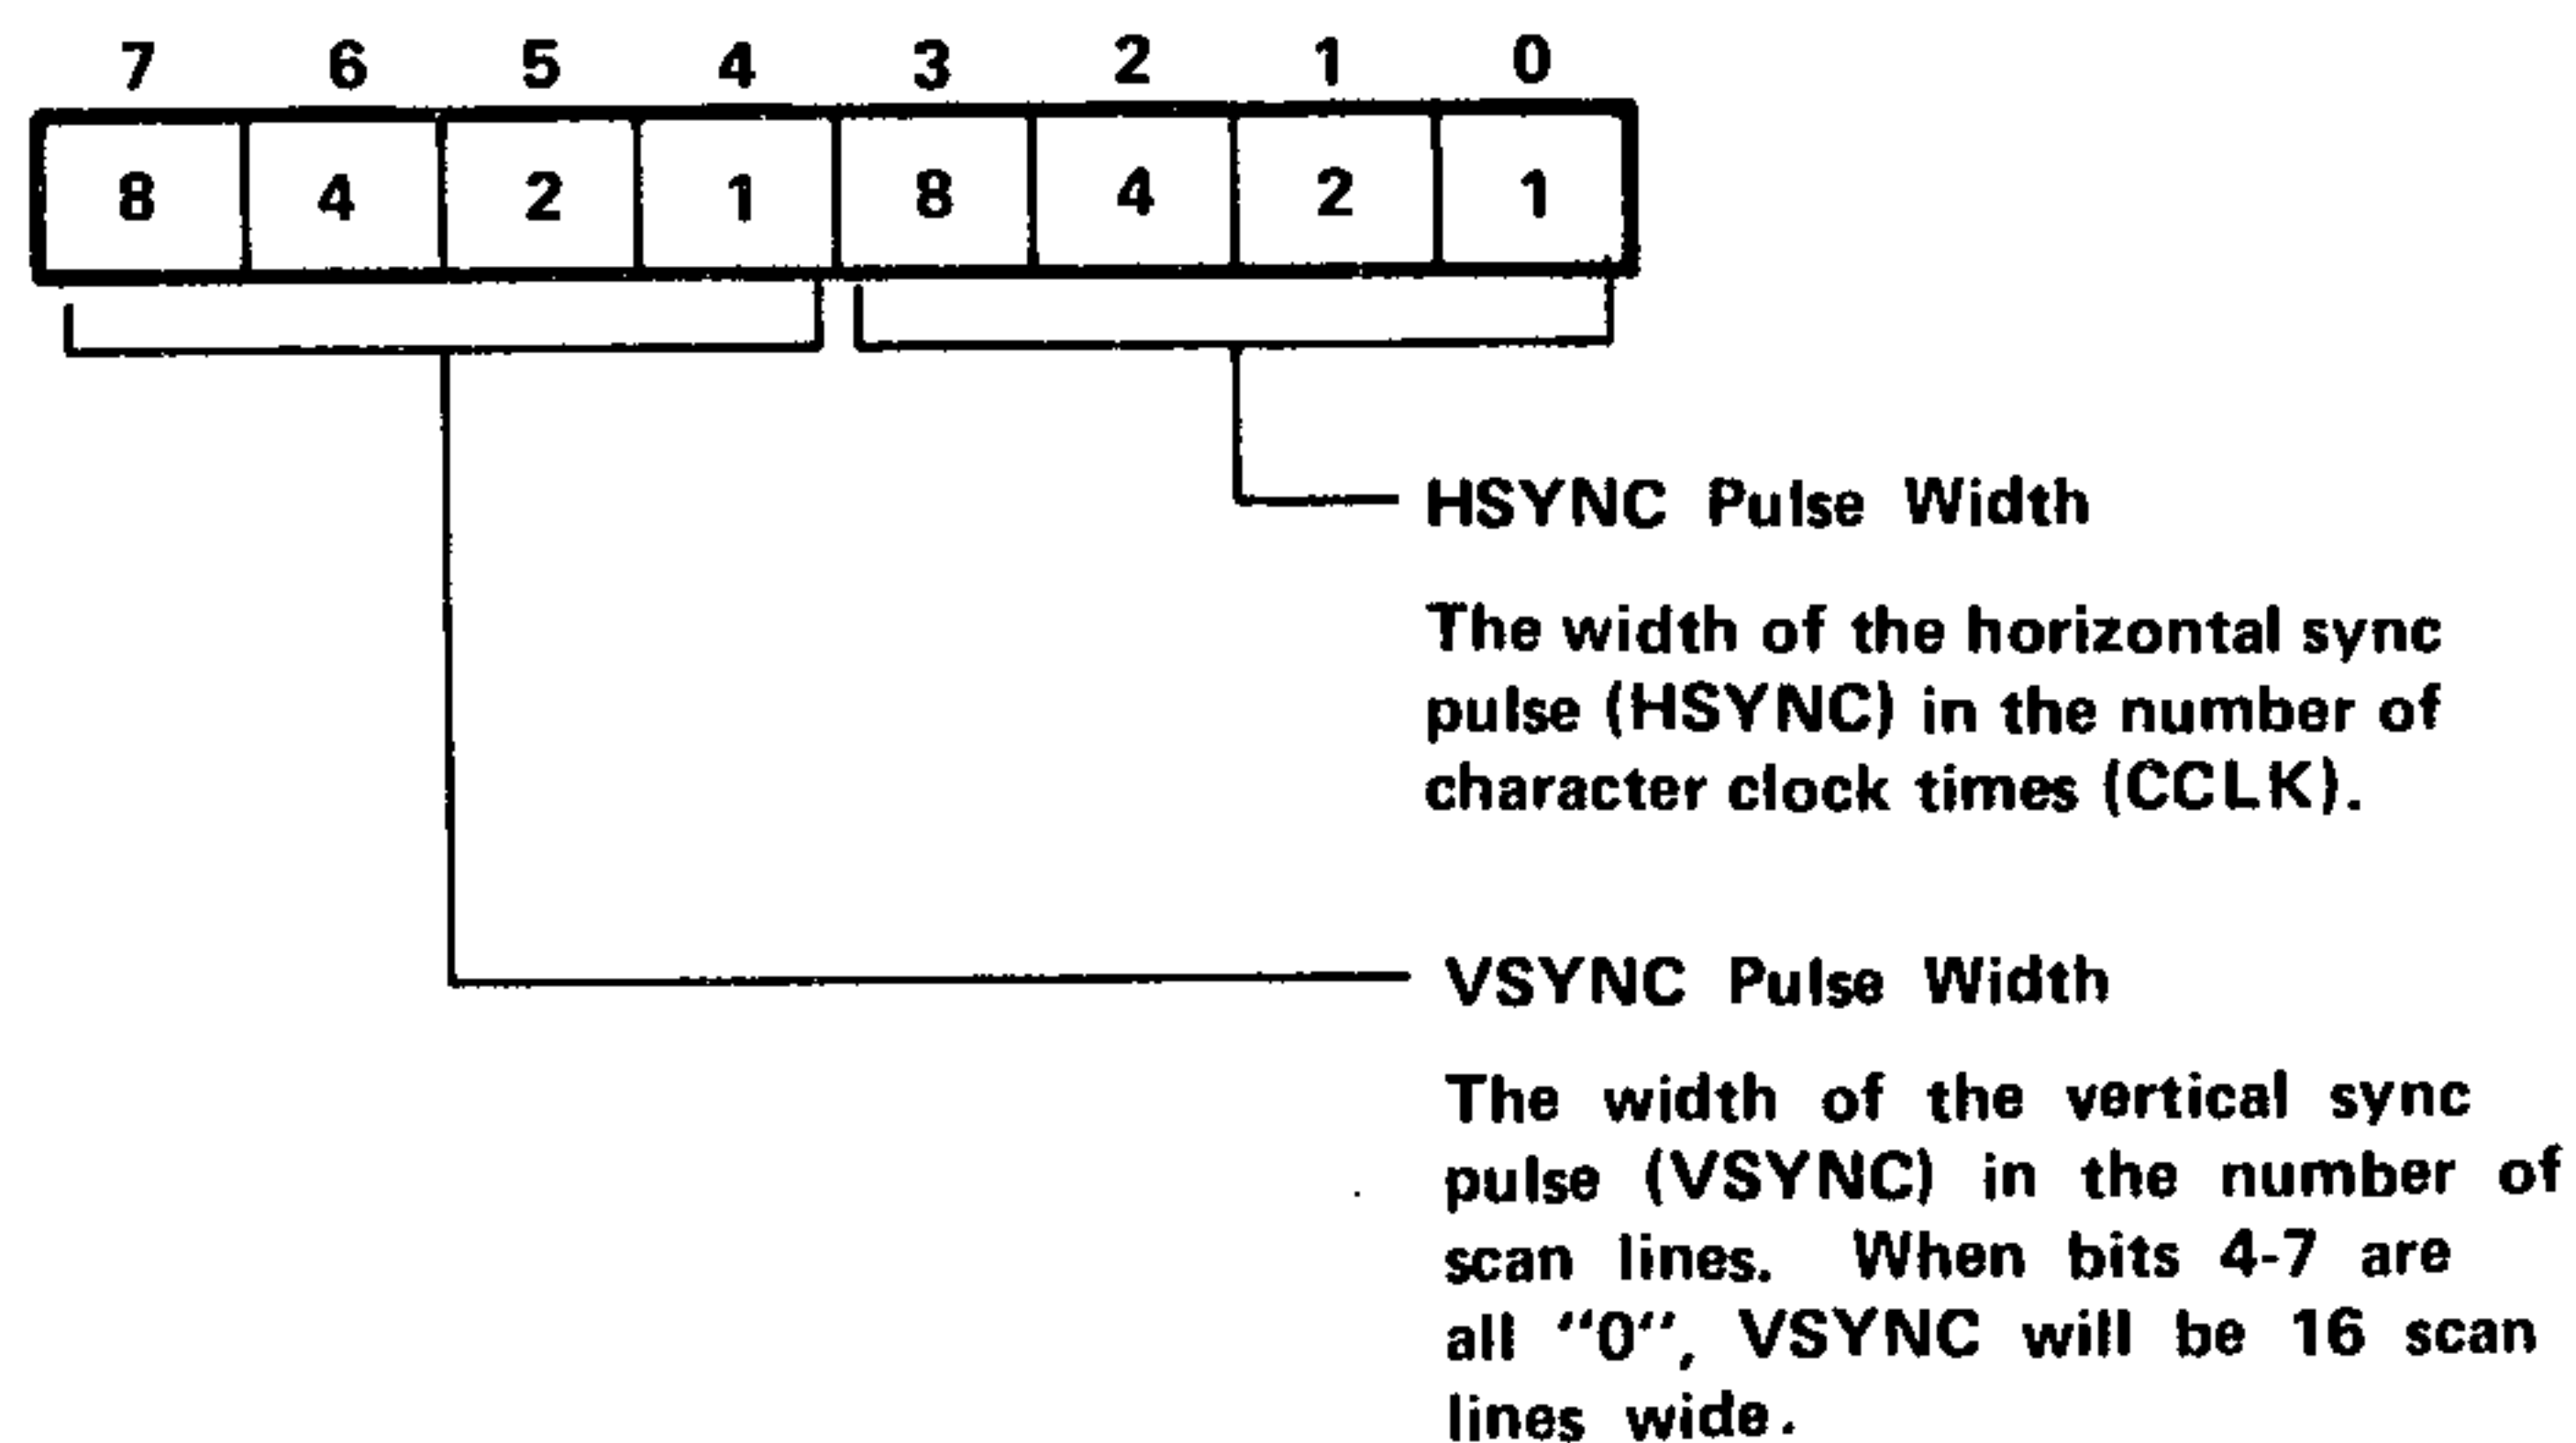 7 6 5 4 3 2 1 0
8 4 2 1 8 4 2 1
HSYNC Pulse Width
The width of the horizontal sync
pulse (HSYNC) in the number of
character clock times (CCLK).
VSYNC Pulse Width
The width of the vertical sync
pulse (VSYNC) in the number of
scan lines. When bits 4-7 are
all "0", VSYNC will be 16 scan
lines wide.